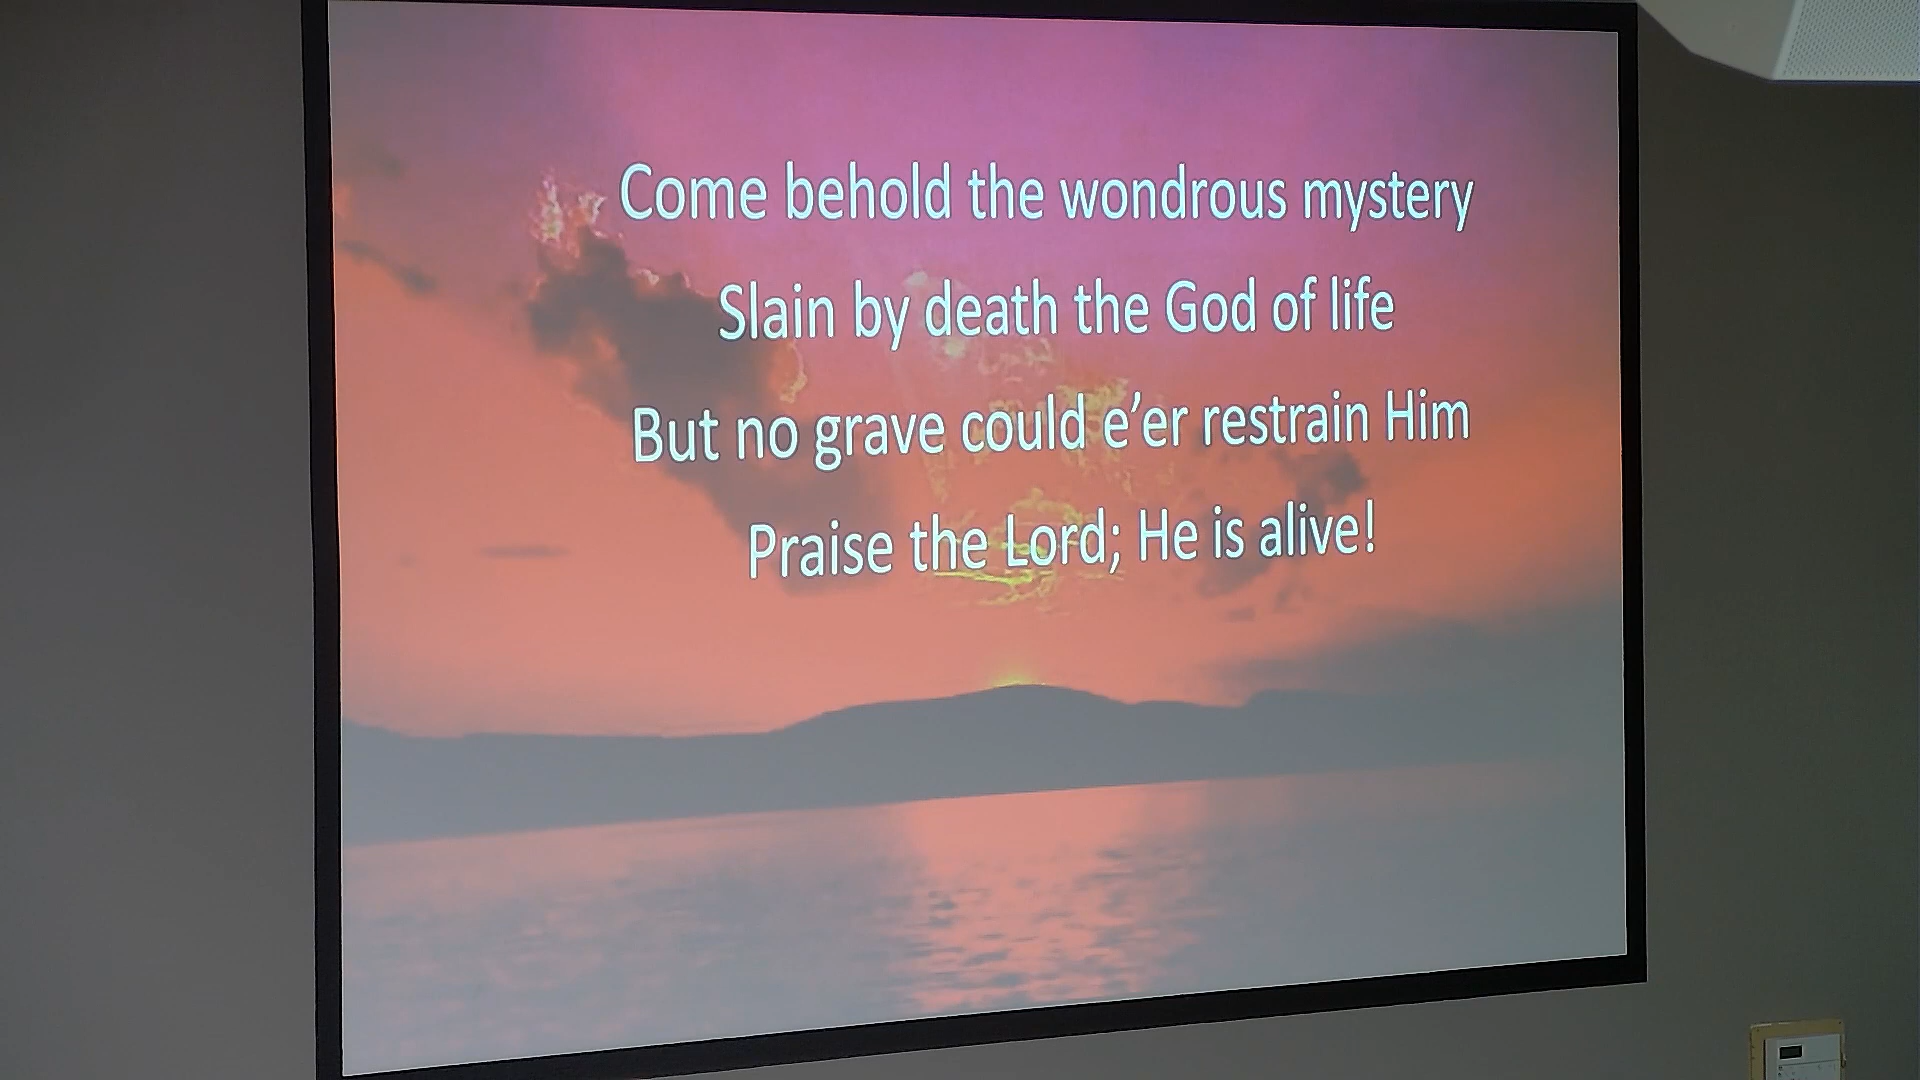 Come behold the wondrous mystery
Slain by death the God of life
But no grave could e’er restrain Him
Praise the Lord; He is alive!